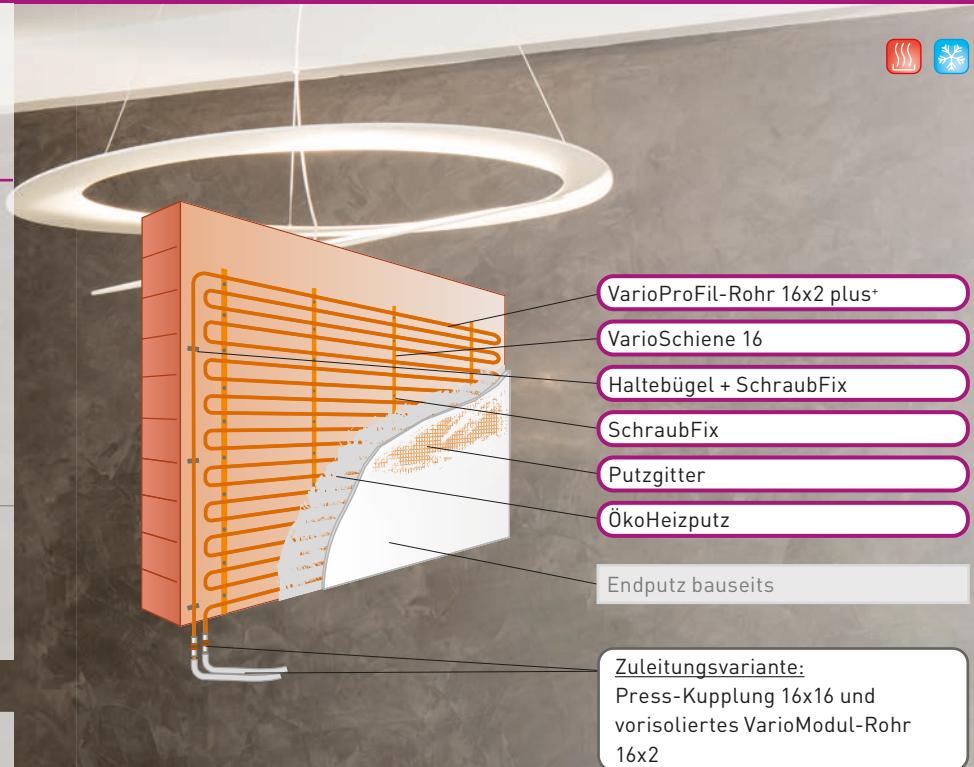 VarioProFil-Rohr 16x2 plus⁺
VarioSchiene 16
Haltebügel + SchraubFix
SchraubFix
Putzgitter
ÖkoHeizputz
Endputz bauseits
Zuleitungsvariante:
Press-Kupplung 16x16 und
vorisoliertes VarioModul-Rohr
16x2